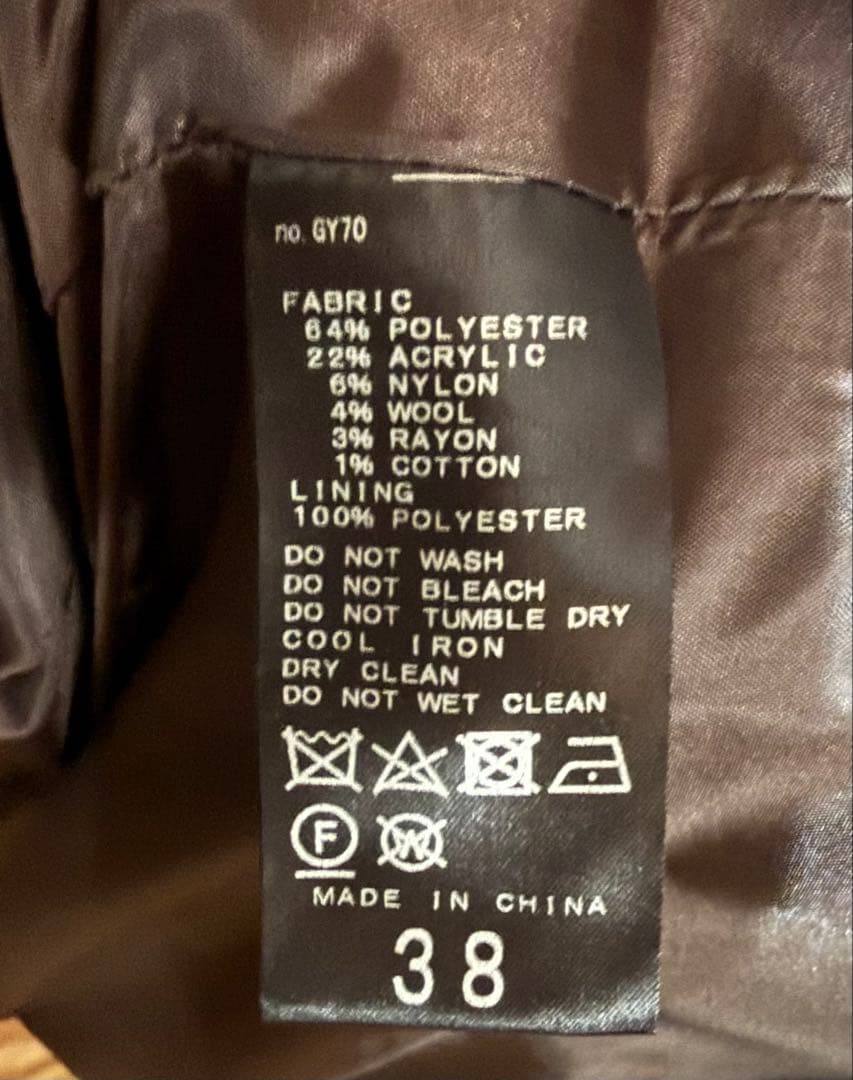 no. GY70
FABRIC
64% POLYESTER
22% ACRYLIC
6% NYLON
4% WOOL
3% RAYON
1% COTTON
LINING
100% POLYESTER
DO NOT WASH
DO NOT BLEACH
DO NOT TUMBLE DRY
COOL IRON
DRY CLEAN
DO NOT WET CLEAN
F W
MADE IN CHINA
38